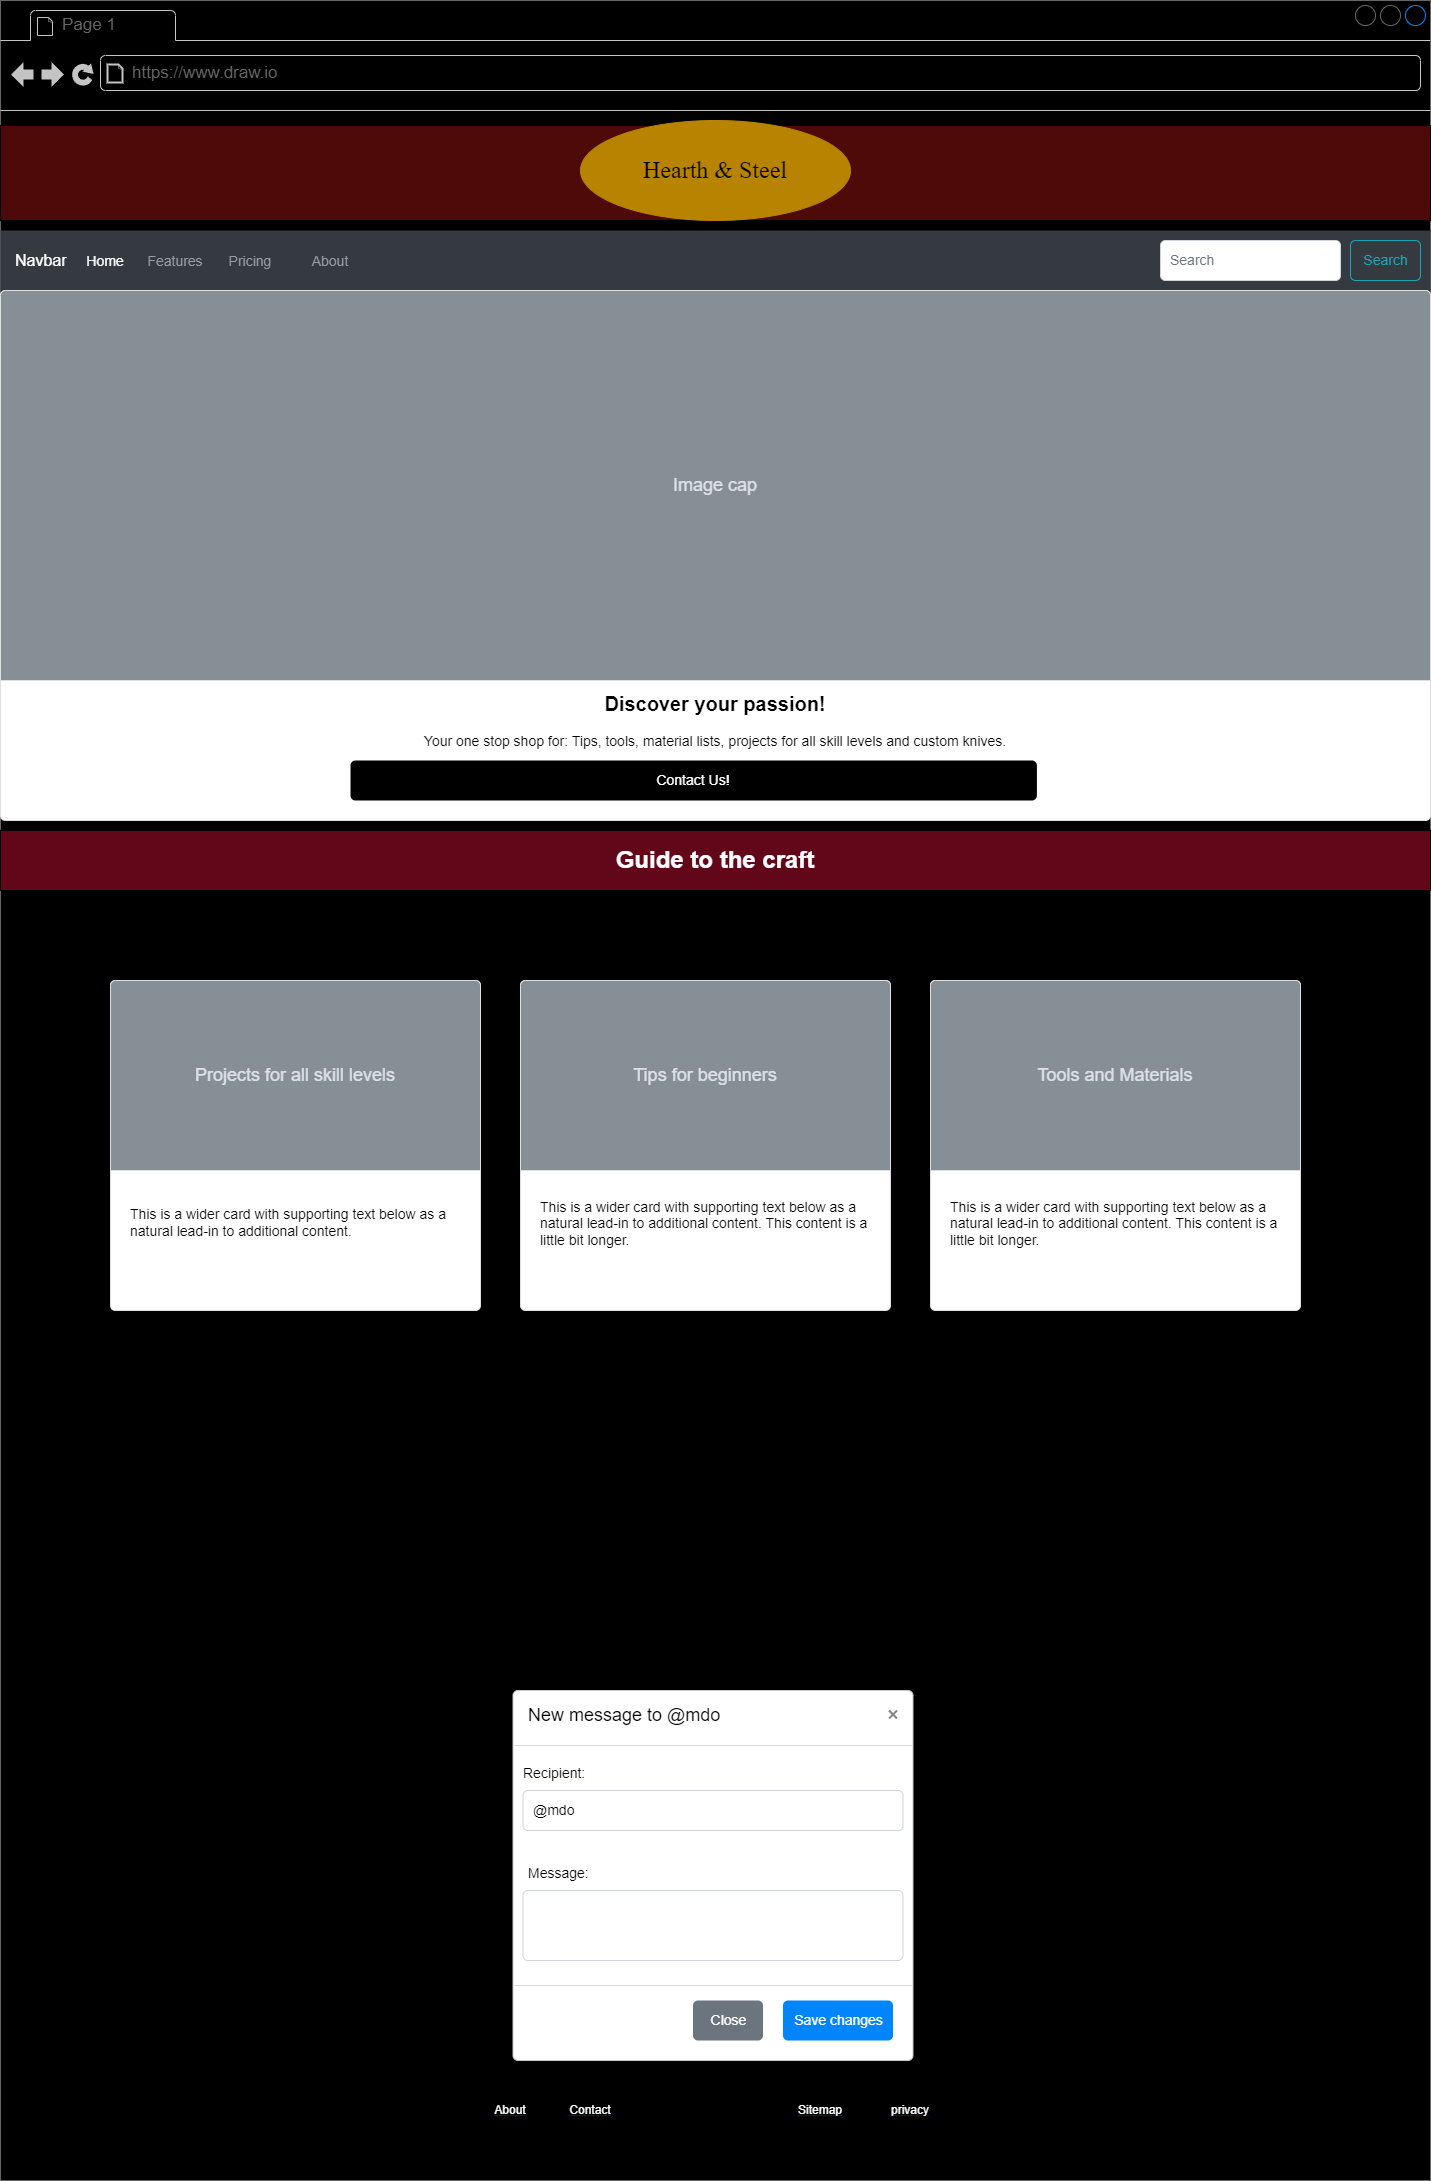 Page 1
https://www.draw.io
Hearth & Steel
Navbar Home Features Pricing About Search Search
Image cap
Discover your passion!
Your one stop shop for: Tips, tools, material lists, projects for all skill levels and custom knives.
Contact Us!
Guide to the craft
Projects for all skill levels
This is a wider card with supporting text below as a
natural lead-in to additional content.
Tips for beginners
This is a wider card with supporting text below as a
natural lead-in to additional content. This content is a
little bit longer.
Tools and Materials
This is a wider card with supporting text below as a
natural lead-in to additional content. This content is a
little bit longer.
New message to @mdo ×
Recipient:
@mdo
Message:
Close Save changes
About Contact Sitemap privacy